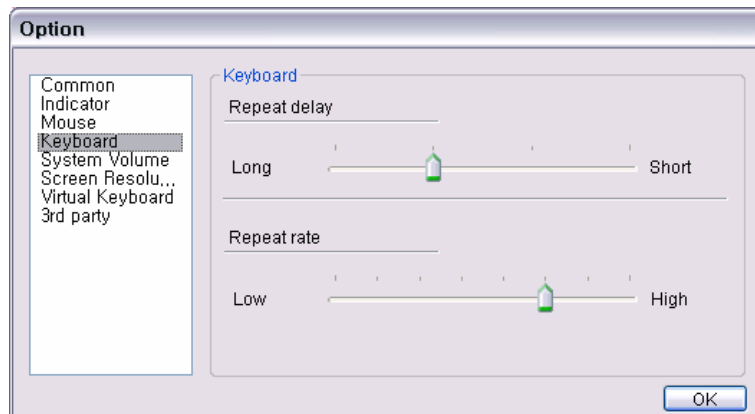 Option
Common
Indicator
Mouse
Keyboard
System Volume
Screen Resolu,,,
Virtual Keyboard
3rd party
Keyboard
Repeat delay
Long Short
Repeat rate
Low High
OK